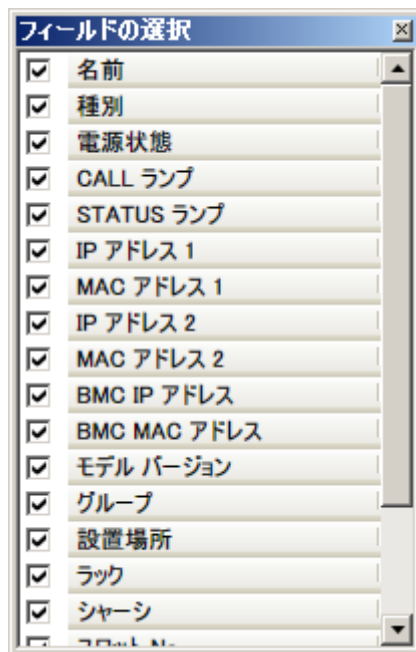 フィールドの選択
名前
種別
電源状態
CALL ランプ
STATUS ランプ
IP アドレス 1
MAC アドレス 1
IP アドレス 2
MAC アドレス 2
BMC IP アドレス
BMC MAC アドレス
モデル バージョン
グループ
設置場所
ラック
シャーシ